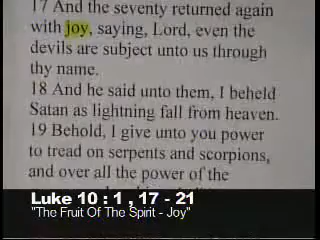 17 And the seventy returned again
with joy, saying, Lord, even the
devils are subject unto us through
thy name.
18 And he said unto them, I beheld
Satan as lightning fall from heaven.
19 Behold, I give unto you power
to tread on serpents and scorpions,
and over all the power of the
Luke 10 : 1 , 17 - 21
"The Fruit Of The Spirit - Joy"